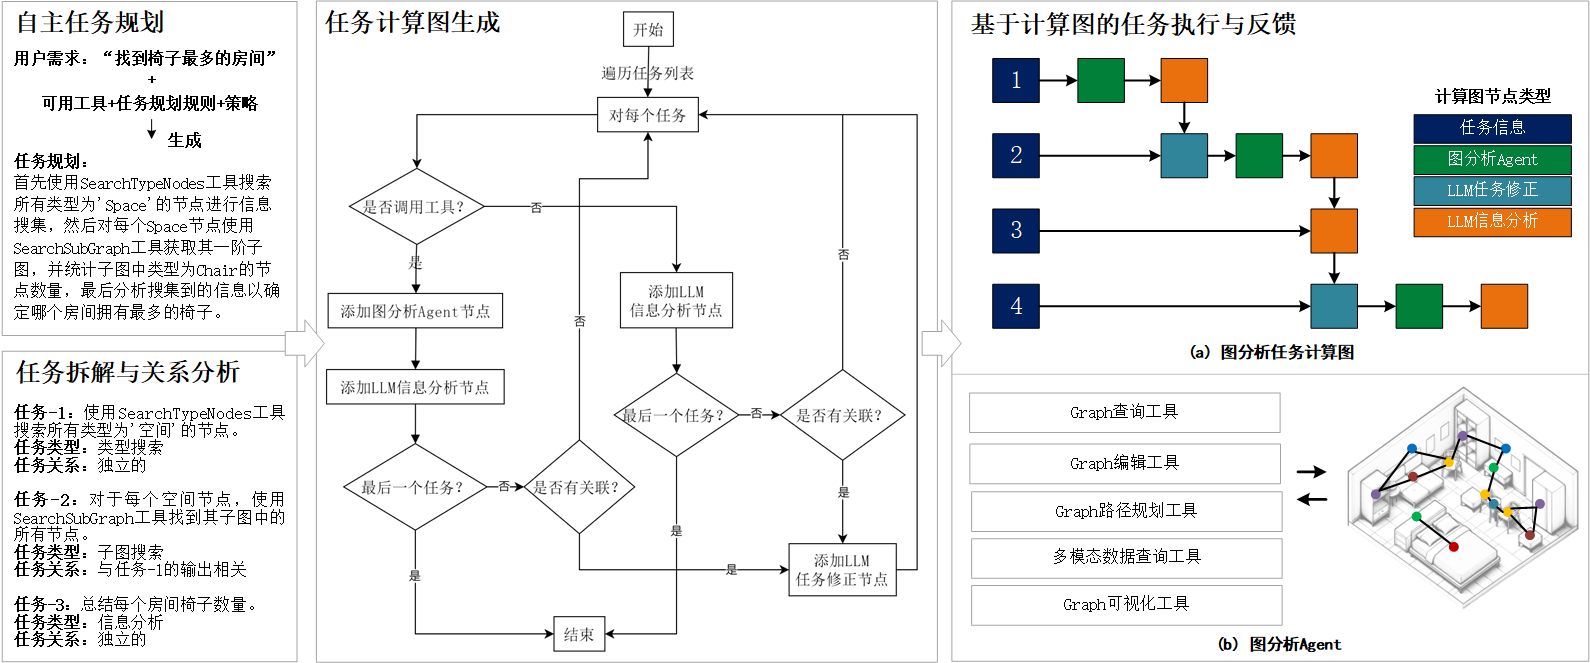 自主任务规划
用户需求：“找到椅子最多的房间”
+
可用工具+任务规划规则+策略
生成
任务规划：
首先使用SearchTypeNodes工具搜索
所有类型为'Space'的节点进行信息
搜集，然后对每个Space节点使用
SearchSubGraph工具获取其一阶子
图，并统计子图中类型为Chair的节
点数量，最后分析搜集到的信息以确
定哪个房间拥有最多的椅子。
任务拆解与关系分析
任务-1：使用SearchTypeNodes工具
搜索所有类型为'空间'的节点。
任务类型：类型搜索
任务关系：独立的
任务-2：对于每个空间节点，使用
SearchSubGraph工具找到其子图中的
所有节点。
任务类型：子图搜索
任务关系：与任务-1的输出相关
任务-3：总结每个房间椅子数量。
任务类型：信息分析
任务关系：独立的
任务计算图生成
开始
遍历任务列表
对每个任务
是否调用工具？
否
是
添加图分析Agent节点
添加LLM信息分析节点
最后一个任务？
否
是否有关联？
否
是
是
添加LLM
信息分析节点
最后一个任务？
否
是否有关联？
否
是
是
添加LLM
任务修正节点
结束
基于计算图的任务执行与反馈
1
2
3
4
计算图节点类型
任务信息
图分析Agent
LLM任务修正
LLM信息分析
(a) 图分析任务计算图
Graph查询工具
Graph编辑工具
Graph路径规划工具
多模态数据查询工具
Graph可视化工具
(b) 图分析Agent